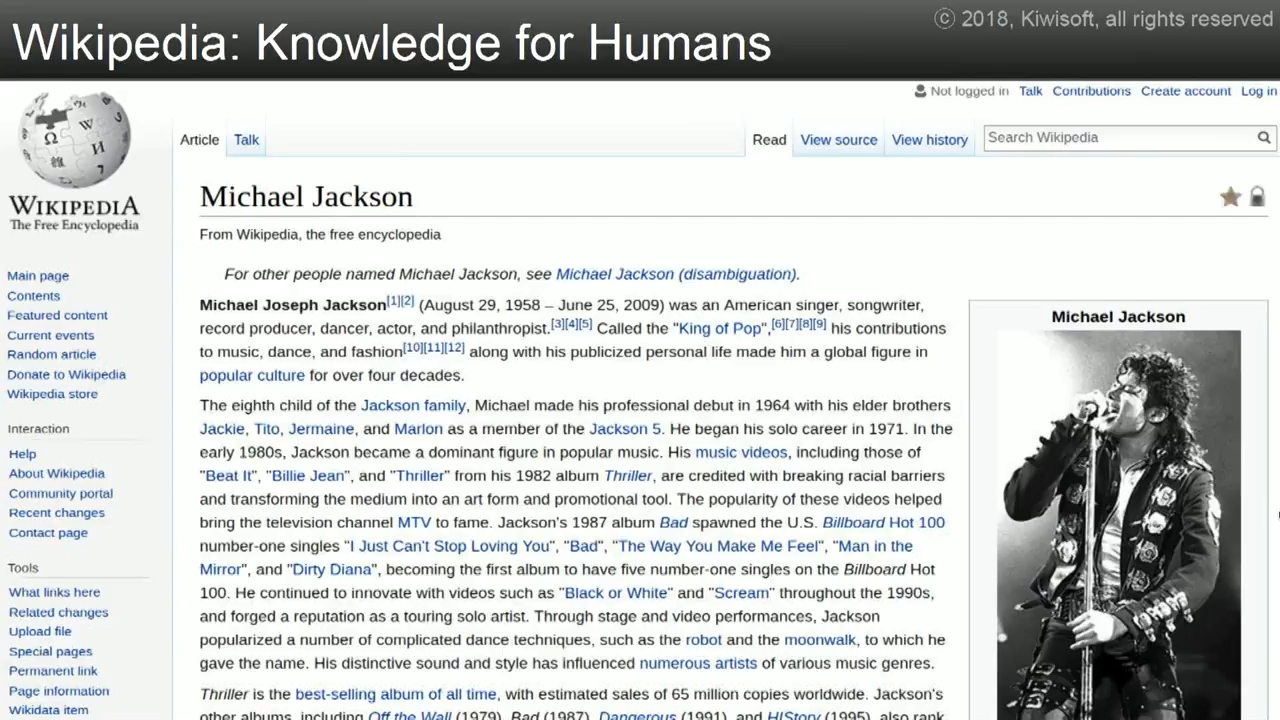 © 2018, Kiwisoft, all rights reserved
Wikipedia: Knowledge for Humans
Not logged in Talk Contributions Create account Log in
Article Talk Read View source View history Search Wikipedia
WIKIPEDIA
The Free Encyclopedia
Michael Jackson
From Wikipedia, the free encyclopedia
Main page
Contents
Featured content
Current events
Random article
Donate to Wikipedia
Wikipedia store
Interaction
Help
About Wikipedia
Community portal
Recent changes
Contact page
Tools
What links here
Related changes
Upload file
Special pages
Permanent link
Page information
Wikidata item
For other people named Michael Jackson, see Michael Jackson (disambiguation).
Michael Joseph Jackson[1][2] (August 29, 1958 – June 25, 2009) was an American singer, songwriter,
record producer, dancer, actor, and philanthropist.[3][4][5] Called the "King of Pop",[6][7][8][9] his contributions
to music, dance, and fashion[10][11][12] along with his publicized personal life made him a global figure in
popular culture for over four decades.
The eighth child of the Jackson family, Michael made his professional debut in 1964 with his elder brothers
Jackie, Tito, Jermaine, and Marlon as a member of the Jackson 5. He began his solo career in 1971. In the
early 1980s, Jackson became a dominant figure in popular music. His music videos, including those of
"Beat It", "Billie Jean", and "Thriller" from his 1982 album Thriller, are credited with breaking racial barriers
and transforming the medium into an art form and promotional tool. The popularity of these videos helped
bring the television channel MTV to fame. Jackson's 1987 album Bad spawned the U.S. Billboard Hot 100
number-one singles "I Just Can't Stop Loving You", "Bad", "The Way You Make Me Feel", "Man in the
Mirror", and "Dirty Diana", becoming the first album to have five number-one singles on the Billboard Hot
100. He continued to innovate with videos such as "Black or White" and "Scream" throughout the 1990s,
and forged a reputation as a touring solo artist. Through stage and video performances, Jackson
popularized a number of complicated dance techniques, such as the robot and the moonwalk, to which he
gave the name. His distinctive sound and style has influenced numerous artists of various music genres.
Thriller is the best-selling album of all time, with estimated sales of 65 million copies worldwide. Jackson's
other albums, including Off the Wall (1979), Bad (1987), Dangerous (1991), and HIStory (1995), also rank
Michael Jackson